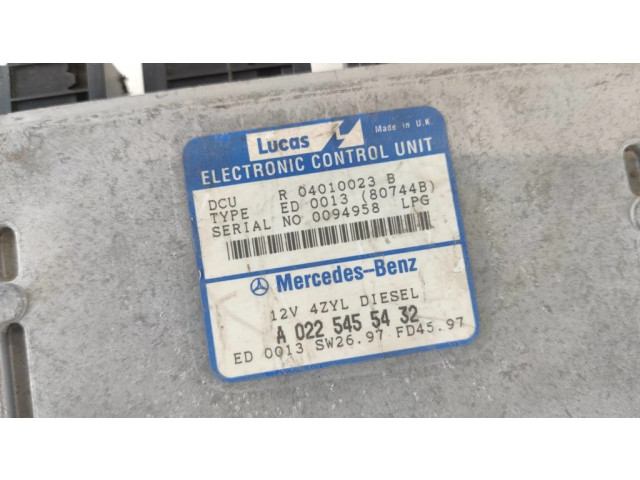 Lucas Made in U.K.
ELECTRONIC CONTROL UNIT
DCU R 04010023 B
TYPE ED 0013 (80744B)
SERIAL NO 0094958 LPG
Mercedes-Benz
12V 4ZYL DIESEL
A 022 545 54 32
ED 0013 SW26.97 FD45.97